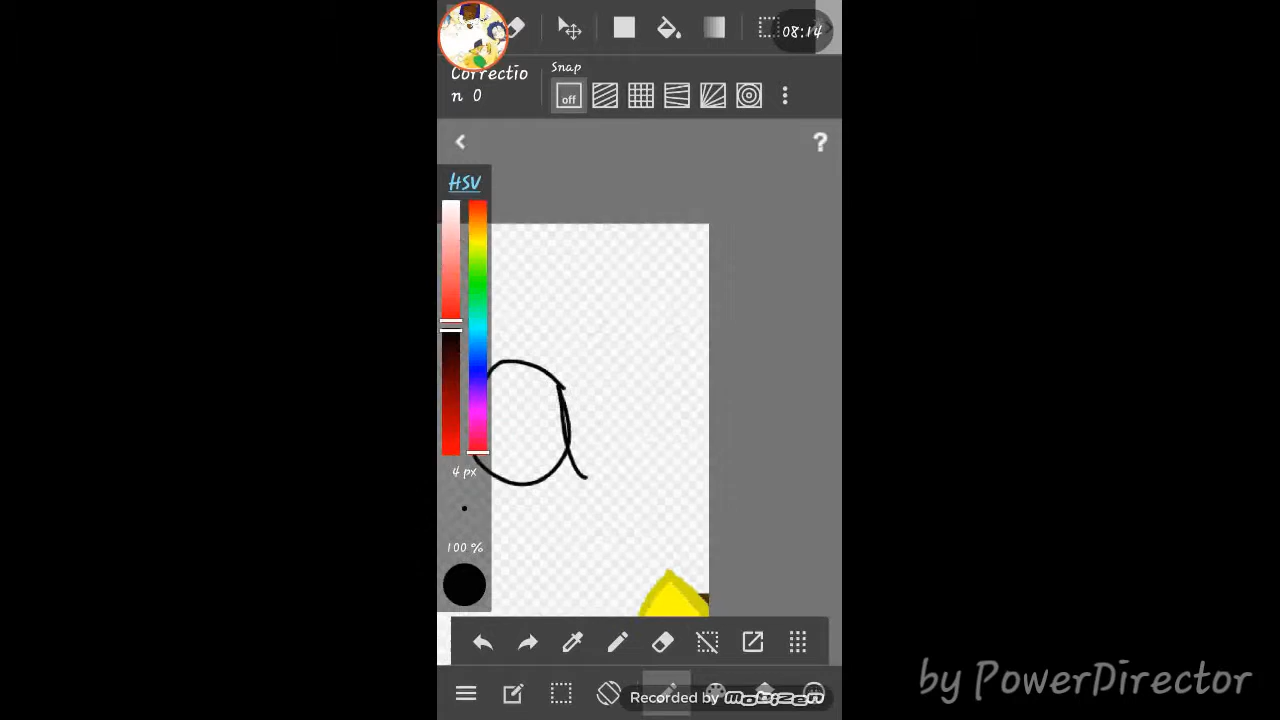 08:14
Snap
Correctio
n 0
off
?
HSV
4 px
a
100 %
Recorded by mobizen
by PowerDirector